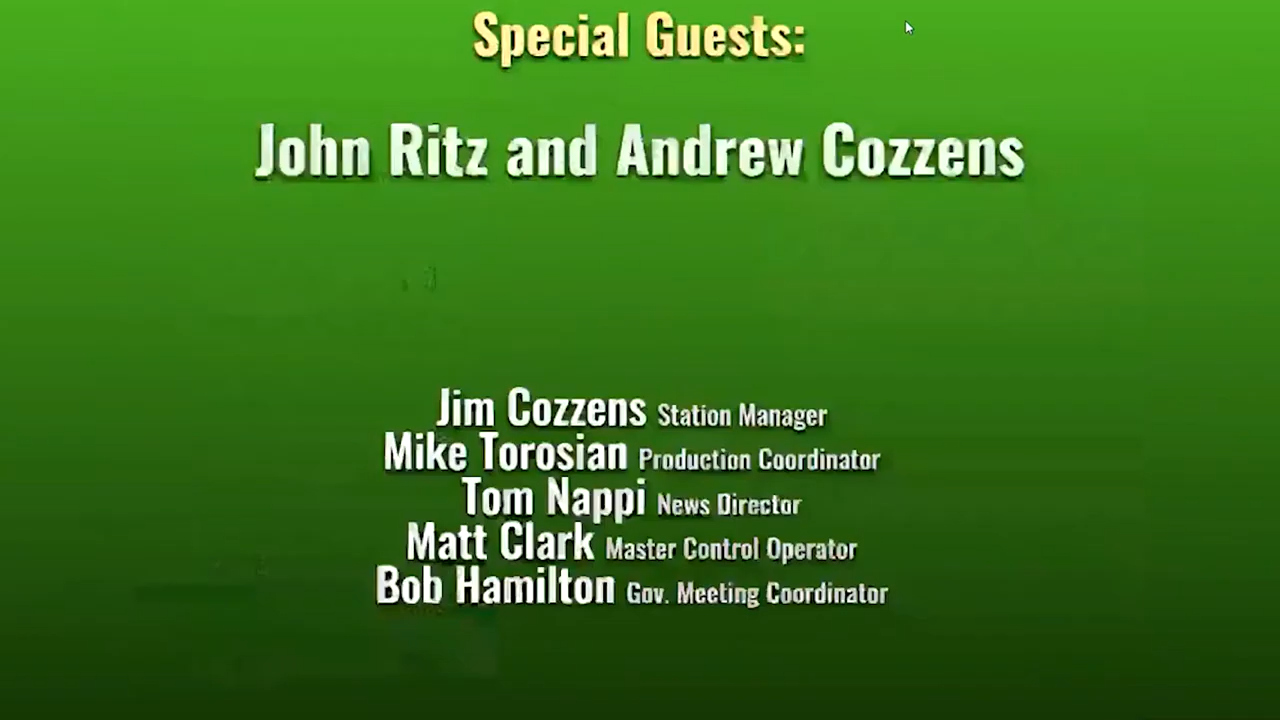 Special Guests:
John Ritz and Andrew Cozzens
Jim Cozzens Station Manager
Mike Torosian Production Coordinator
Tom Nappi News Director
Matt Clark Master Control Operator
Bob Hamilton Gov. Meeting Coordinator